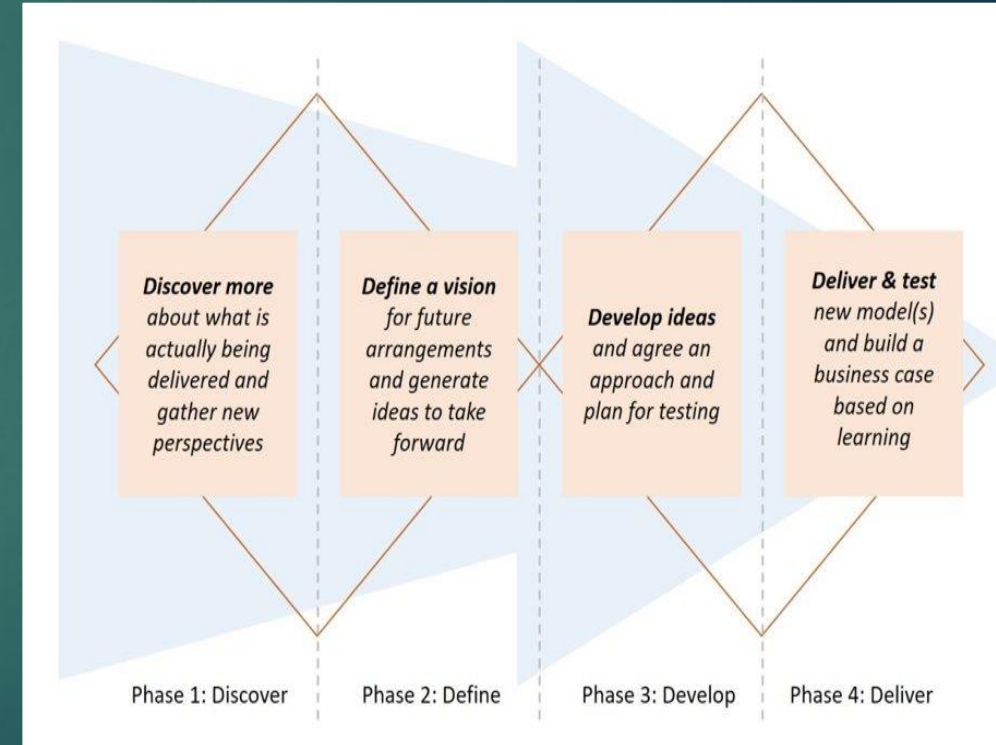 Discover more
about what is
actually being
delivered and
gather new
perspectives
Define a vision
for future
arrangements
and generate
ideas to take
forward
Develop ideas
and agree an
approach and
plan for testing
Deliver & test
new model(s)
and build a
business case
based on
learning
Phase 1: Discover
Phase 2: Define
Phase 3: Develop
Phase 4: Deliver